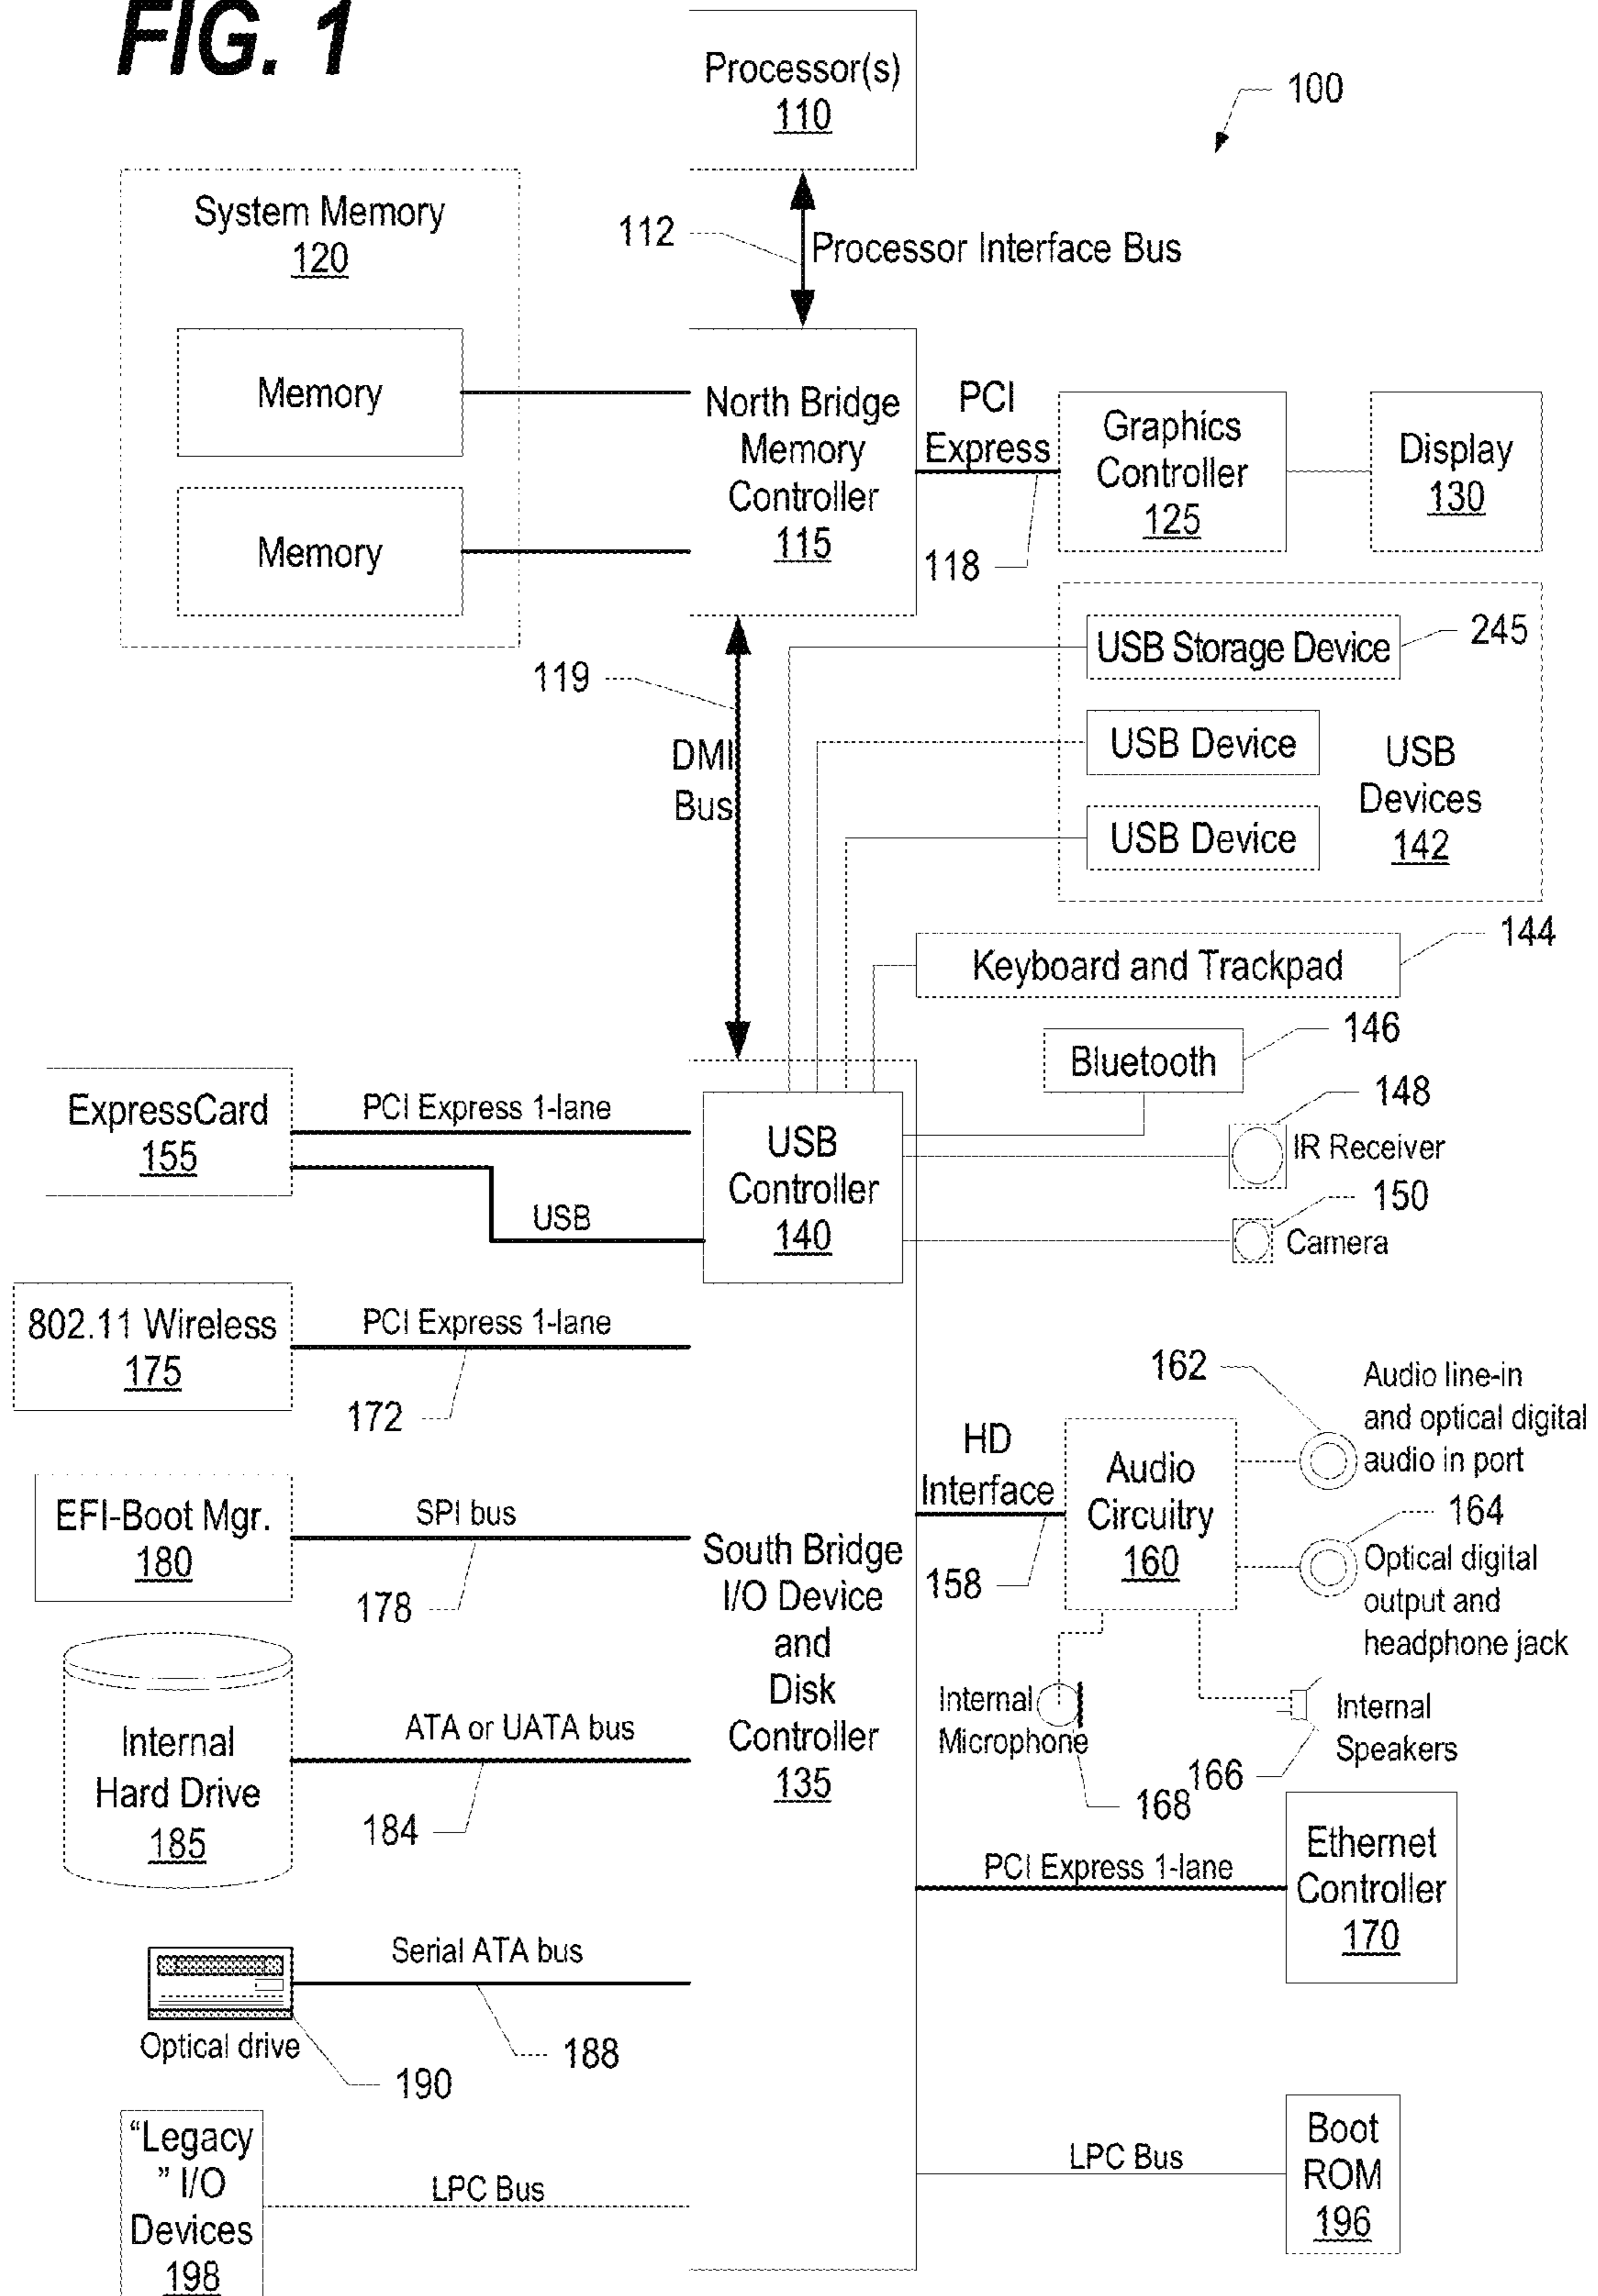 FIG. 1
Processor(s)
110
100
System Memory
120
112
Processor Interface Bus
Memory
Memory
North Bridge
Memory
Controller
115
PCI
Express
118
Graphics
Controller
125
Display
130
USB Storage Device
245
USB Device
USB Device
USB
Devices
142
119
DMI
Bus
Keyboard and Trackpad
144
Bluetooth
146
148
IR Receiver
150
Camera
ExpressCard
155
PCI Express 1-lane
USB
USB
Controller
140
802.11 Wireless
175
PCI Express 1-lane
172
162
Audio line-in
and optical digital
audio in port
HD
Interface
158
Audio
Circuitry
160
164
Optical digital
output and
headphone jack
EFI-Boot Mgr.
180
SPI bus
178
South Bridge
I/O Device
and
Disk
Controller
135
Internal
Microphone
168
166
Internal
Speakers
Internal
Hard Drive
185
ATA or UATA bus
184
PCI Express 1-lane
Ethernet
Controller
170
Serial ATA bus
188
Optical drive
190
“Legacy
” I/O
Devices
198
LPC Bus
LPC Bus
Boot
ROM
196